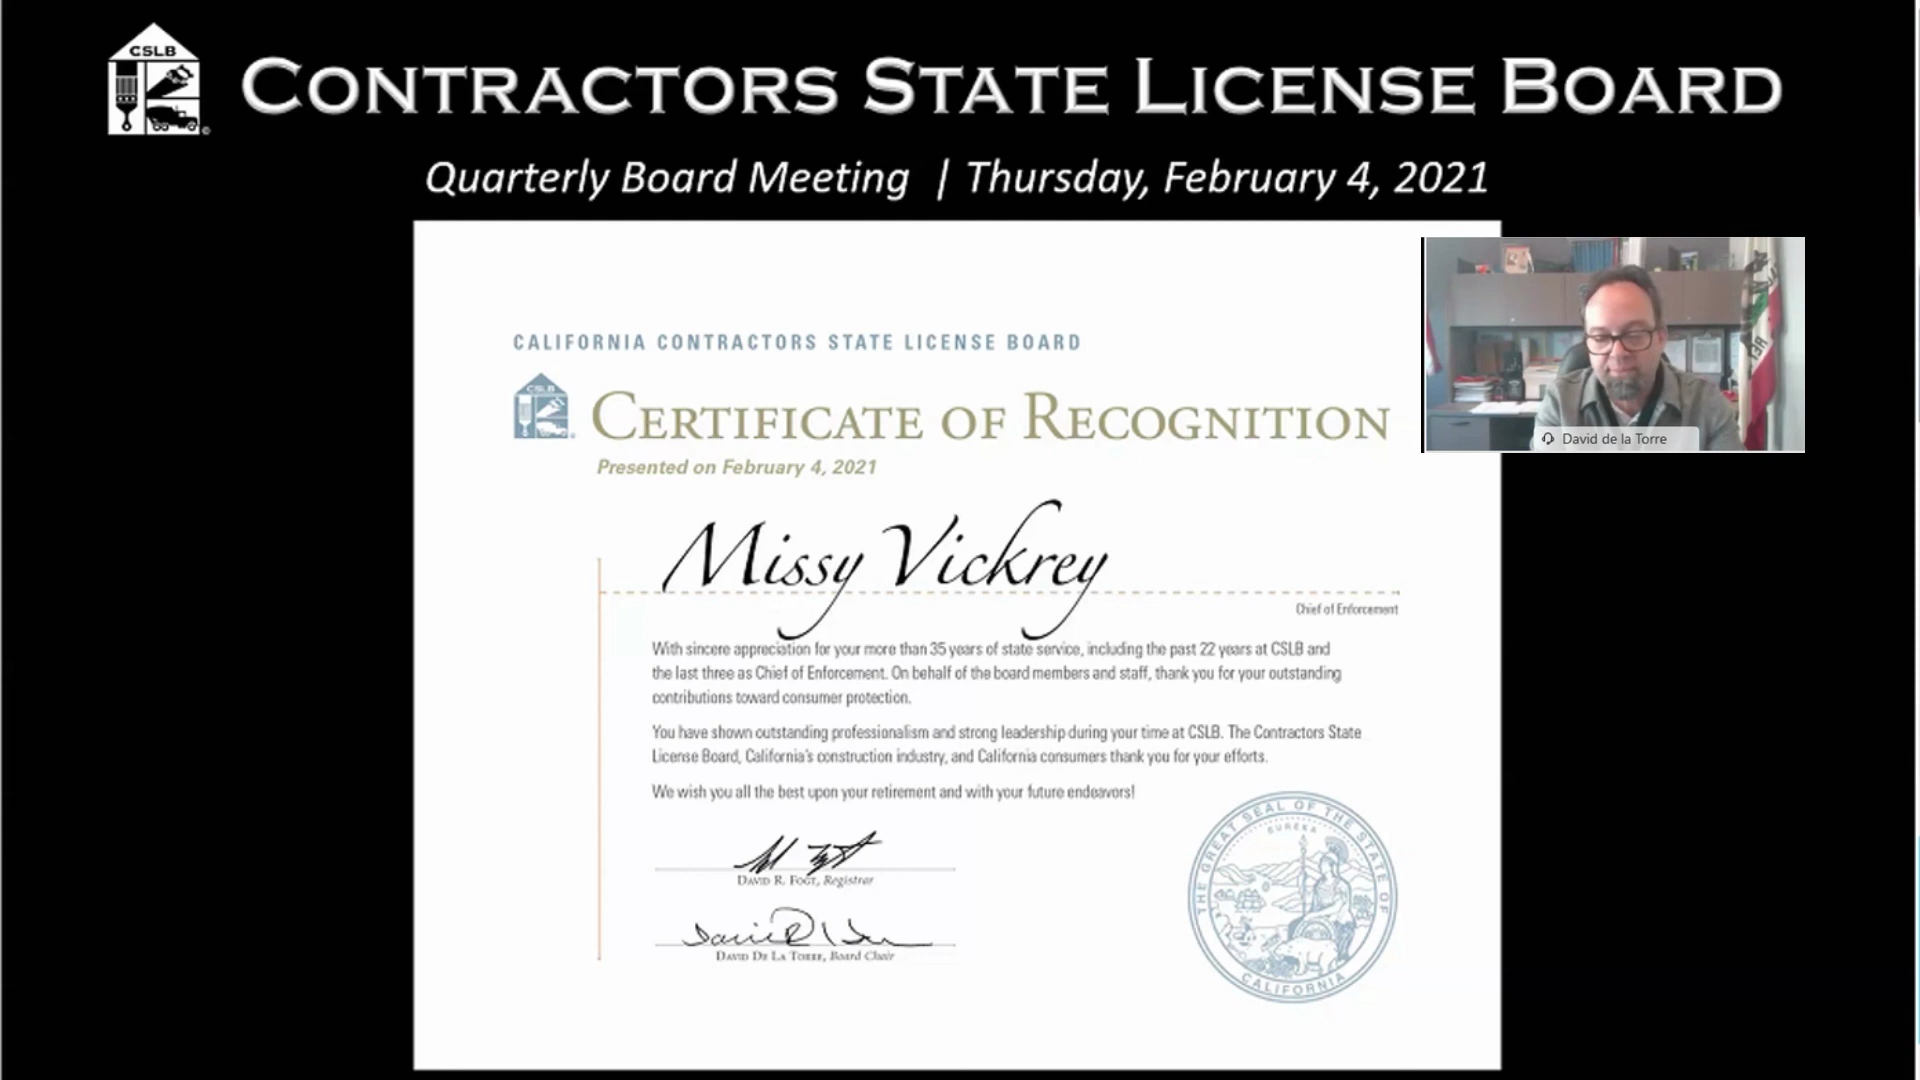 CSLB
CONTRACTORS STATE LICENSE BOARD
Quarterly Board Meeting | Thursday, February 4, 2021
CALIFORNIA CONTRACTORS STATE LICENSE BOARD
CSLB
CERTIFICATE OF RECOGNITION
Presented on February 4, 2021
David de la Torre
Missy Vickrey
Chief of Enforcement
With sincere appreciation for your more than 35 years of state service, including the past 22 years at CSLB and
the last three as Chief of Enforcement. On behalf of the board members and staff, thank you for your outstanding
contributions toward consumer protection.
You have shown outstanding professionalism and strong leadership during your time at CSLB. The Contractors State
License Board, California's construction industry, and California consumers thank you for your efforts.
We wish you all the best upon your retirement and with your future endeavors!
DAVID R. FOGT, Registrar
DAVID DE LA TORRE, Board Chair
THE GREAT SEAL OF THE STATE OF CALIFORNIA
EUREKA